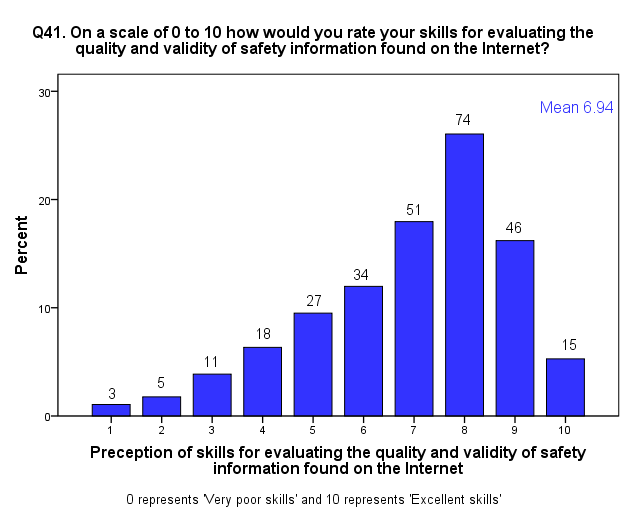 Q41. On a scale of 0 to 10 how would you rate your skills for evaluating the
quality and validity of safety information found on the Internet?
Mean 6.94
Percent
30
20
10
0
3
5
11
18
27
34
51
74
46
15
1 2 3 4 5 6 7 8 9 10
Preception of skills for evaluating the quality and validity of safety
information found on the Internet
0 represents 'Very poor skills' and 10 represents 'Excellent skills'